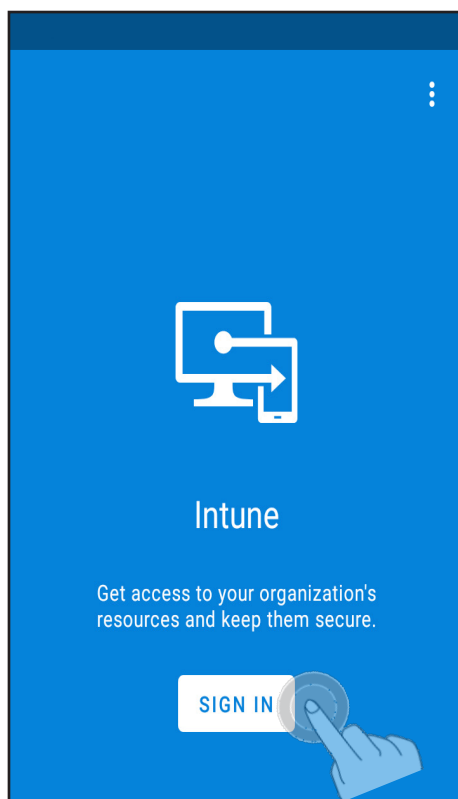 Intune
Get access to your organization's
resources and keep them secure.
SIGN IN